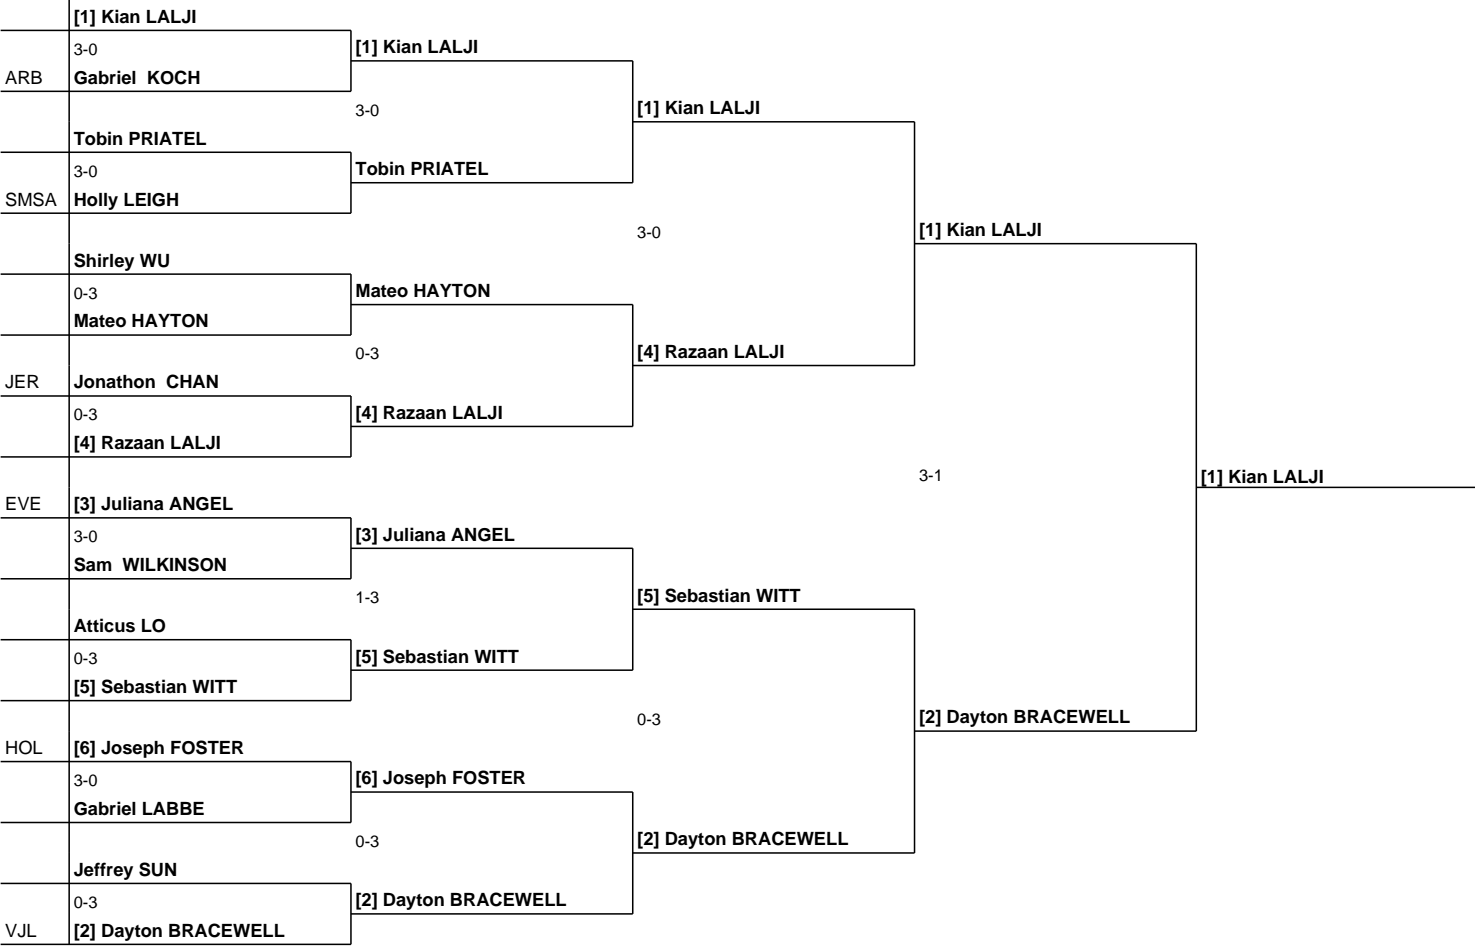 [1] Kian LALJI
3-0
[1] Kian LALJI
ARB Gabriel KOCH
3-0
[1] Kian LALJI
Tobin PRIATEL
3-0
Tobin PRIATEL
SMSA Holly LEIGH
3-0
[1] Kian LALJI
Shirley WU
0-3
Mateo HAYTON
Mateo HAYTON
0-3
[4] Razaan LALJI
JER Jonathon CHAN
0-3
[4] Razaan LALJI
[4] Razaan LALJI
3-1
[1] Kian LALJI
EVE [3] Juliana ANGEL
3-0
[3] Juliana ANGEL
Sam WILKINSON
1-3
[5] Sebastian WITT
Atticus LO
0-3
[5] Sebastian WITT
[5] Sebastian WITT
0-3
[2] Dayton BRACEWELL
HOL [6] Joseph FOSTER
3-0
[6] Joseph FOSTER
Gabriel LABBE
0-3
[2] Dayton BRACEWELL
Jeffrey SUN
0-3
[2] Dayton BRACEWELL
VJL [2] Dayton BRACEWELL